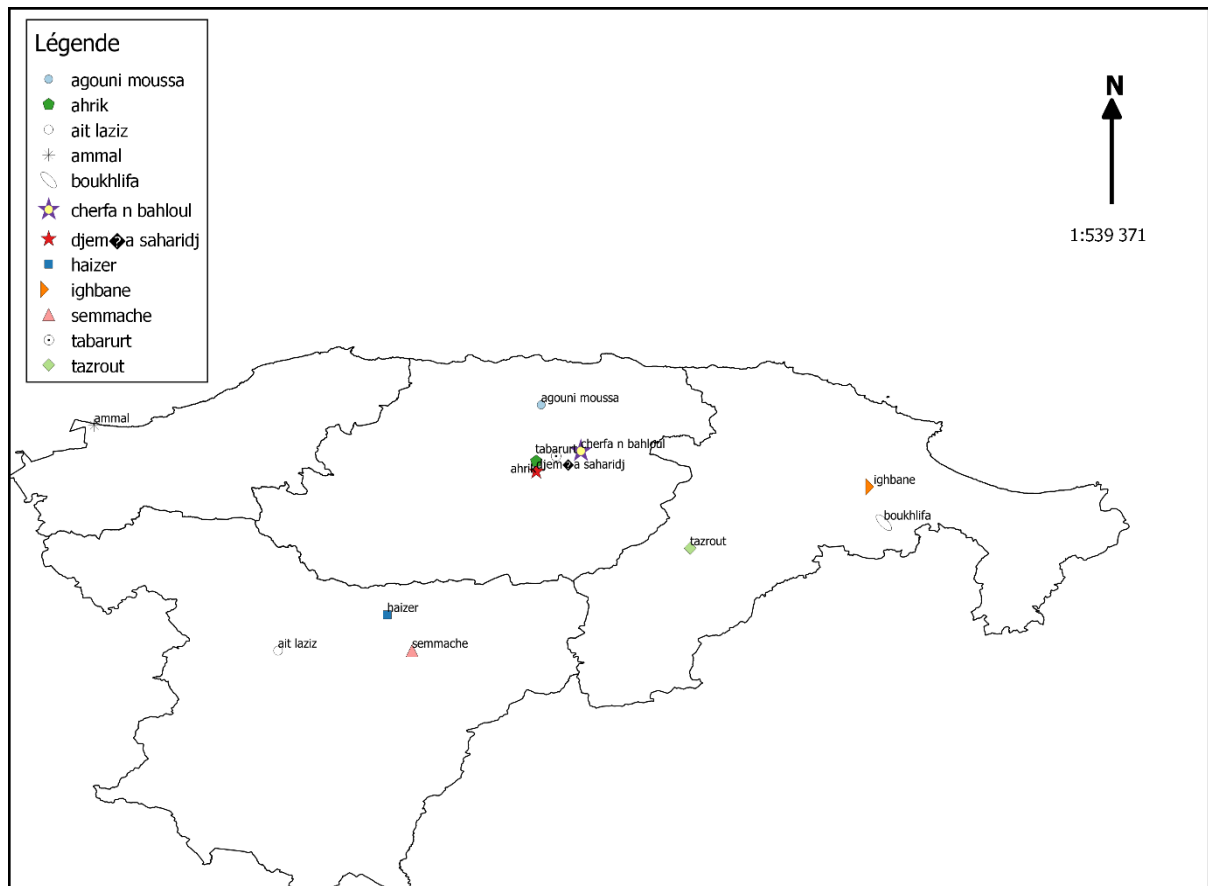 Légende
agouni moussa
ahrik
ait laziz
ammal
boukhlifa
cherfa n bahloul
djem�a saharidj
haizer
ighbane
semmache
tabarurt
tazrout
N
1:539 371
agouni moussa
ammal
cherfa n bahloul
tabarurt
djem�a saharidj
ahrik
ighbane
boukhlifa
tazrout
haizer
ait laziz
semmache